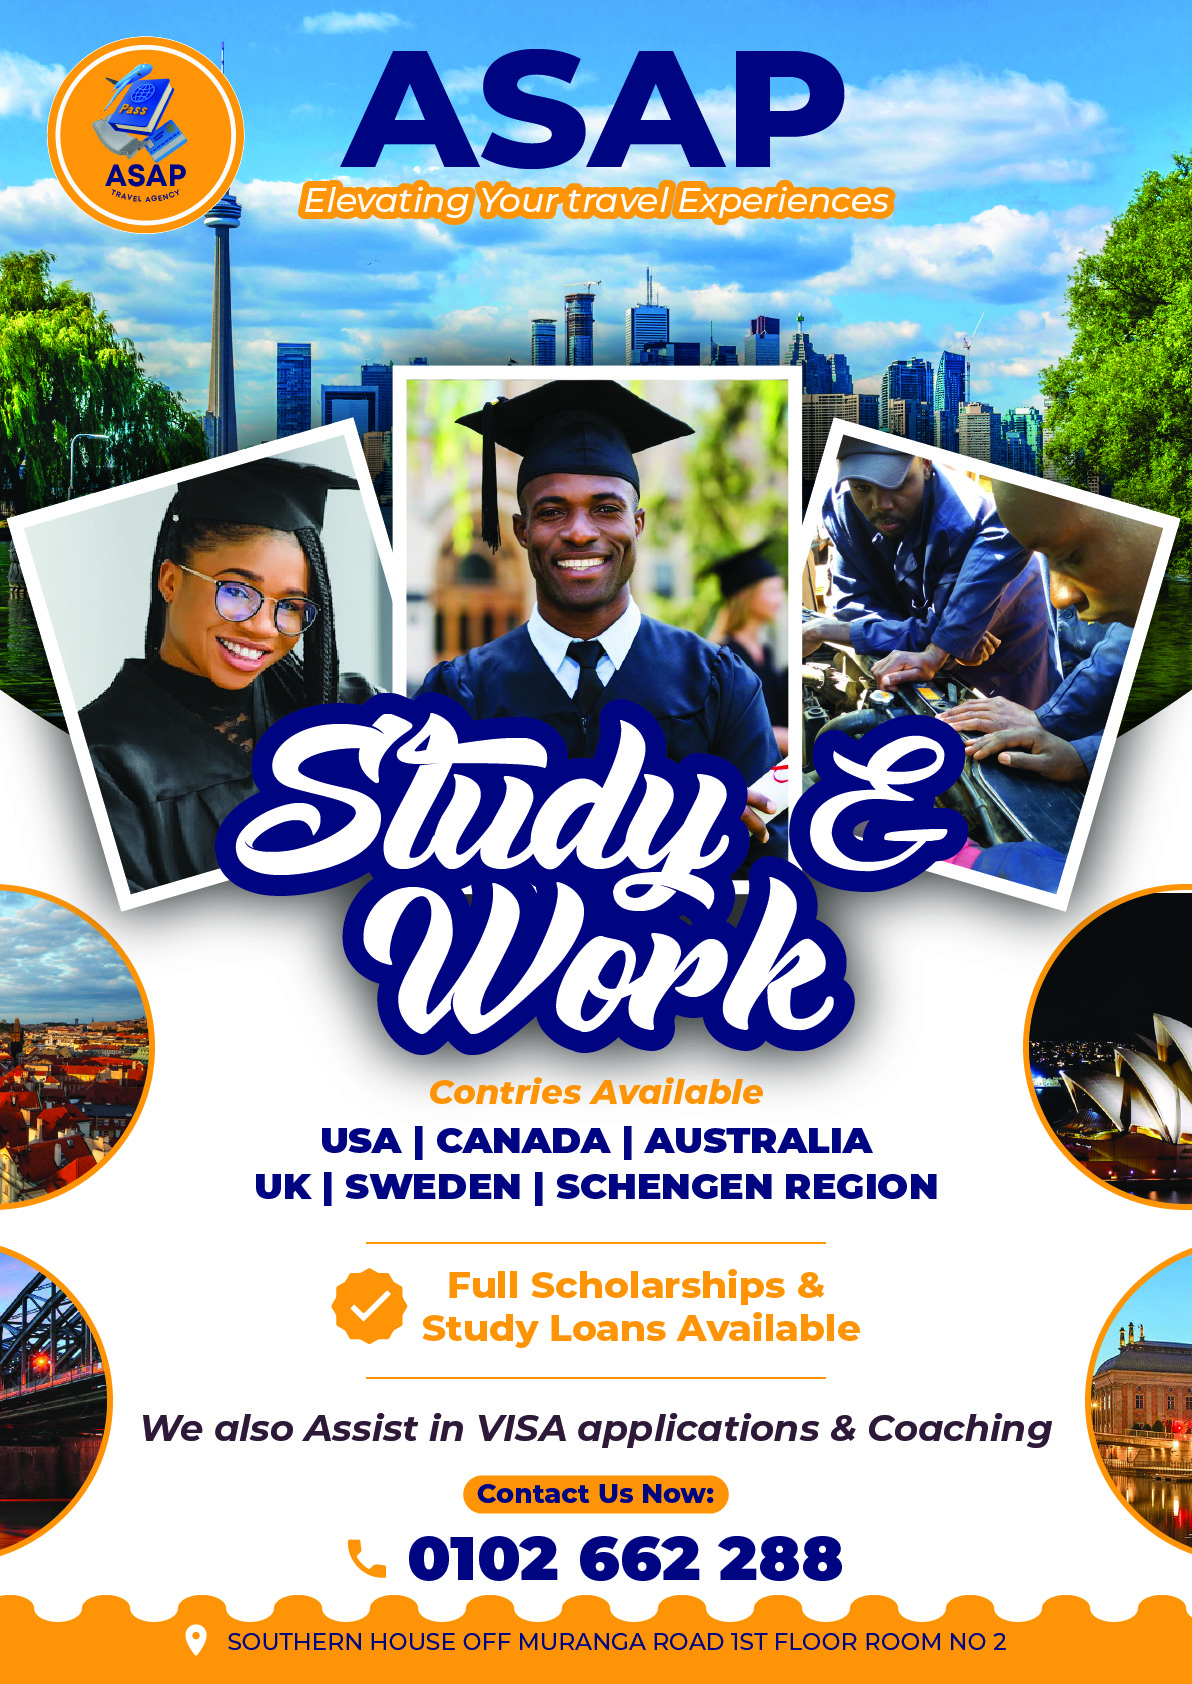 Pass
ASAP
TRAVEL AGENCY
ASAP
Elevating Your travel Experiences
Study &
Work
Contries Available
USA | CANADA | AUSTRALIA
UK | SWEDEN | SCHENGEN REGION
Full Scholarships &
Study Loans Available
We also Assist in VISA applications & Coaching
Contact Us Now:
0102 662 288
SOUTHERN HOUSE OFF MURANGA ROAD 1ST FLOOR ROOM NO 2